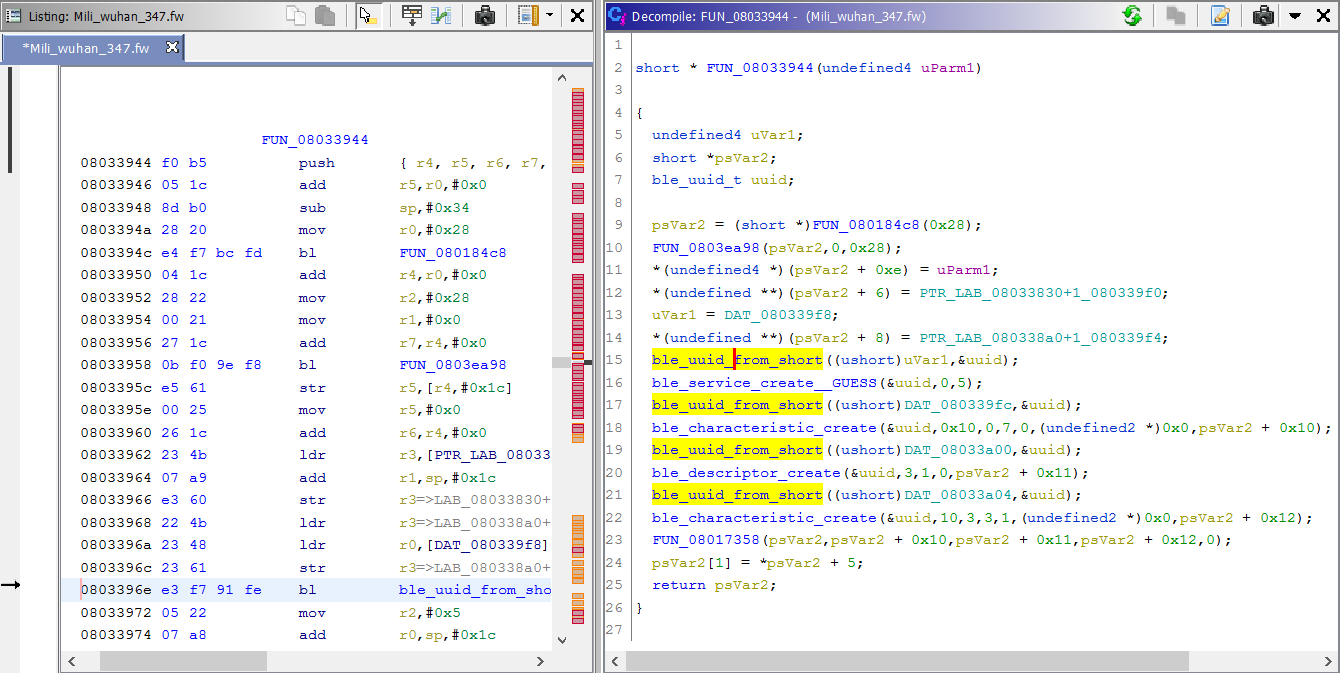 Listing: Mili_wuhan_347.fw
*Mili_wuhan_347.fw
FUN_08033944
08033944 f0 b5 push { r4, r5, r6, r7,
08033946 05 1c add r5,r0,#0x0
08033948 8d b0 sub sp,#0x34
0803394a 28 20 mov r0,#0x28
0803394c e4 f7 bc fd bl FUN_080184c8
08033950 04 1c add r4,r0,#0x0
08033952 28 22 mov r2,#0x28
08033954 00 21 mov r1,#0x0
08033956 27 1c add r7,r4,#0x0
08033958 0b f0 9e f8 bl FUN_0803ea98
0803395c e5 61 str r5,[r4,#0x1c]
0803395e 00 25 mov r5,#0x0
08033960 26 1c add r6,r4,#0x0
08033962 23 4b ldr r3,[PTR_LAB_08033
08033964 07 a9 add r1,sp,#0x1c
08033966 e3 60 str r3=>LAB_08033830+
08033968 22 4b ldr r3=>LAB_080338a0+
0803396a 23 48 ldr r0,[DAT_080339f8]
0803396c 23 61 str r3=>LAB_080338a0+
0803396e e3 f7 91 fe bl ble_uuid_from_sho
08033972 05 22 mov r2,#0x5
08033974 07 a8 add r0,sp,#0x1c
Decompile: FUN_08033944 - (Mili_wuhan_347.fw)
1
2 short * FUN_08033944(undefined4 uParm1)
3
4 {
5 undefined4 uVar1;
6 short *psVar2;
7 ble_uuid_t uuid;
8
9 psVar2 = (short *)FUN_080184c8(0x28);
10 FUN_0803ea98(psVar2,0,0x28);
11 *(undefined4 *)(psVar2 + 0xe) = uParm1;
12 *(undefined **)(psVar2 + 6) = PTR_LAB_08033830+1_080339f0;
13 uVar1 = DAT_080339f8;
14 *(undefined **)(psVar2 + 8) = PTR_LAB_080338a0+1_080339f4;
15 ble_uuid_from_short((ushort)uVar1,&uuid);
16 ble_service_create__GUESS(&uuid,0,5);
17 ble_uuid_from_short((ushort)DAT_080339fc,&uuid);
18 ble_characteristic_create(&uuid,0x10,0,7,0,(undefined2 *)0x0,psVar2 + 0x10);
19 ble_uuid_from_short((ushort)DAT_08033a00,&uuid);
20 ble_descriptor_create(&uuid,3,1,0,psVar2 + 0x11);
21 ble_uuid_from_short((ushort)DAT_08033a04,&uuid);
22 ble_characteristic_create(&uuid,10,3,3,1,(undefined2 *)0x0,psVar2 + 0x12);
23 FUN_08017358(psVar2,psVar2 + 0x10,psVar2 + 0x11,psVar2 + 0x12,0);
24 psVar2[1] = *psVar2 + 5;
25 return psVar2;
26 }
27